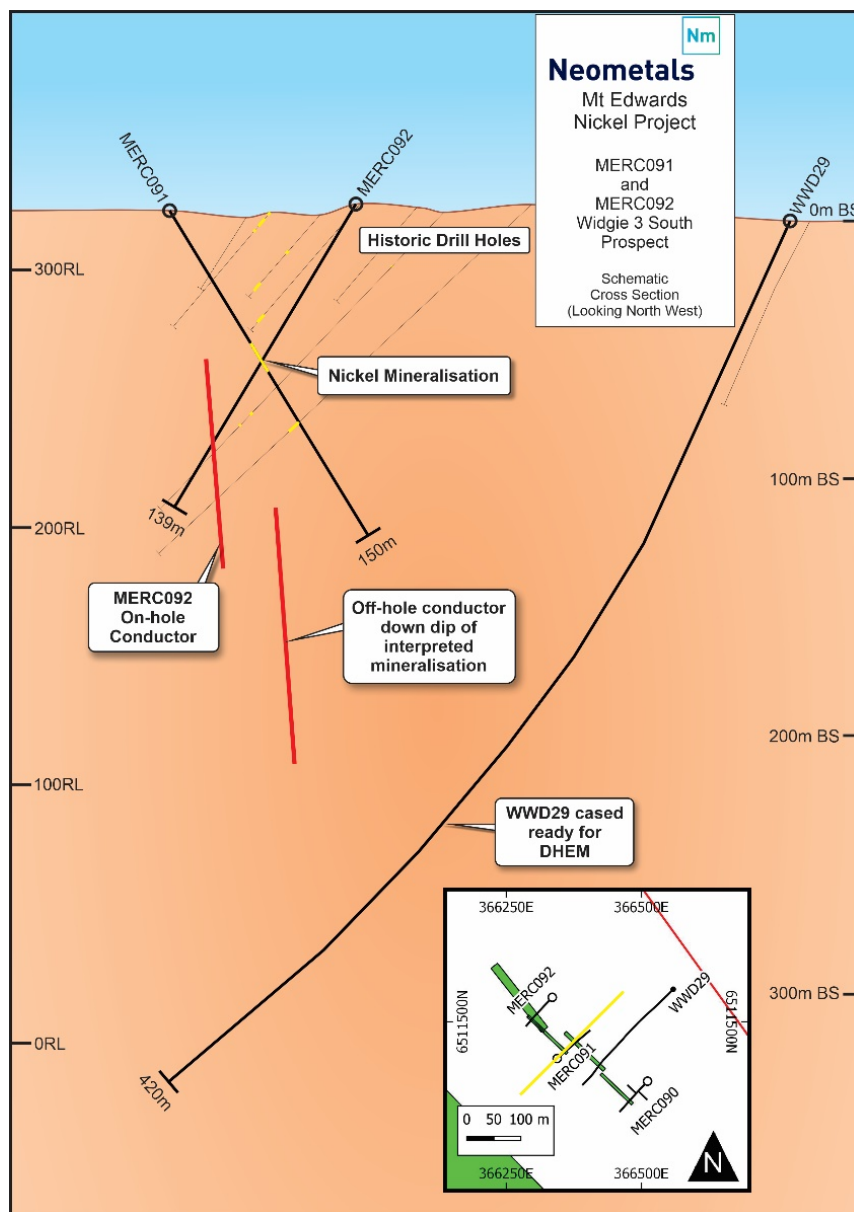 Nm
Neometals
Mt Edwards
Nickel Project
MERC091
and
MERC092
Widgie 3 South
Prospect
Schematic
Cross Section
(Looking North West)
MERC091
MERC092
WWD29
0m BS
Historic Drill Holes
300RL
Nickel Mineralisation
100m BS
139m
150m
200RL
MERC092
On-hole
Conductor
Off-hole conductor
down dip of
interpreted
mineralisation
200m BS
100RL
WWD29 cased
ready for
DHEM
300m BS
0RL
420m
366250E
366500E
MERC092
WWD29
6511500N
6511500N
MERC091
MERC090
0 50 100 m
N
366250E
366500E